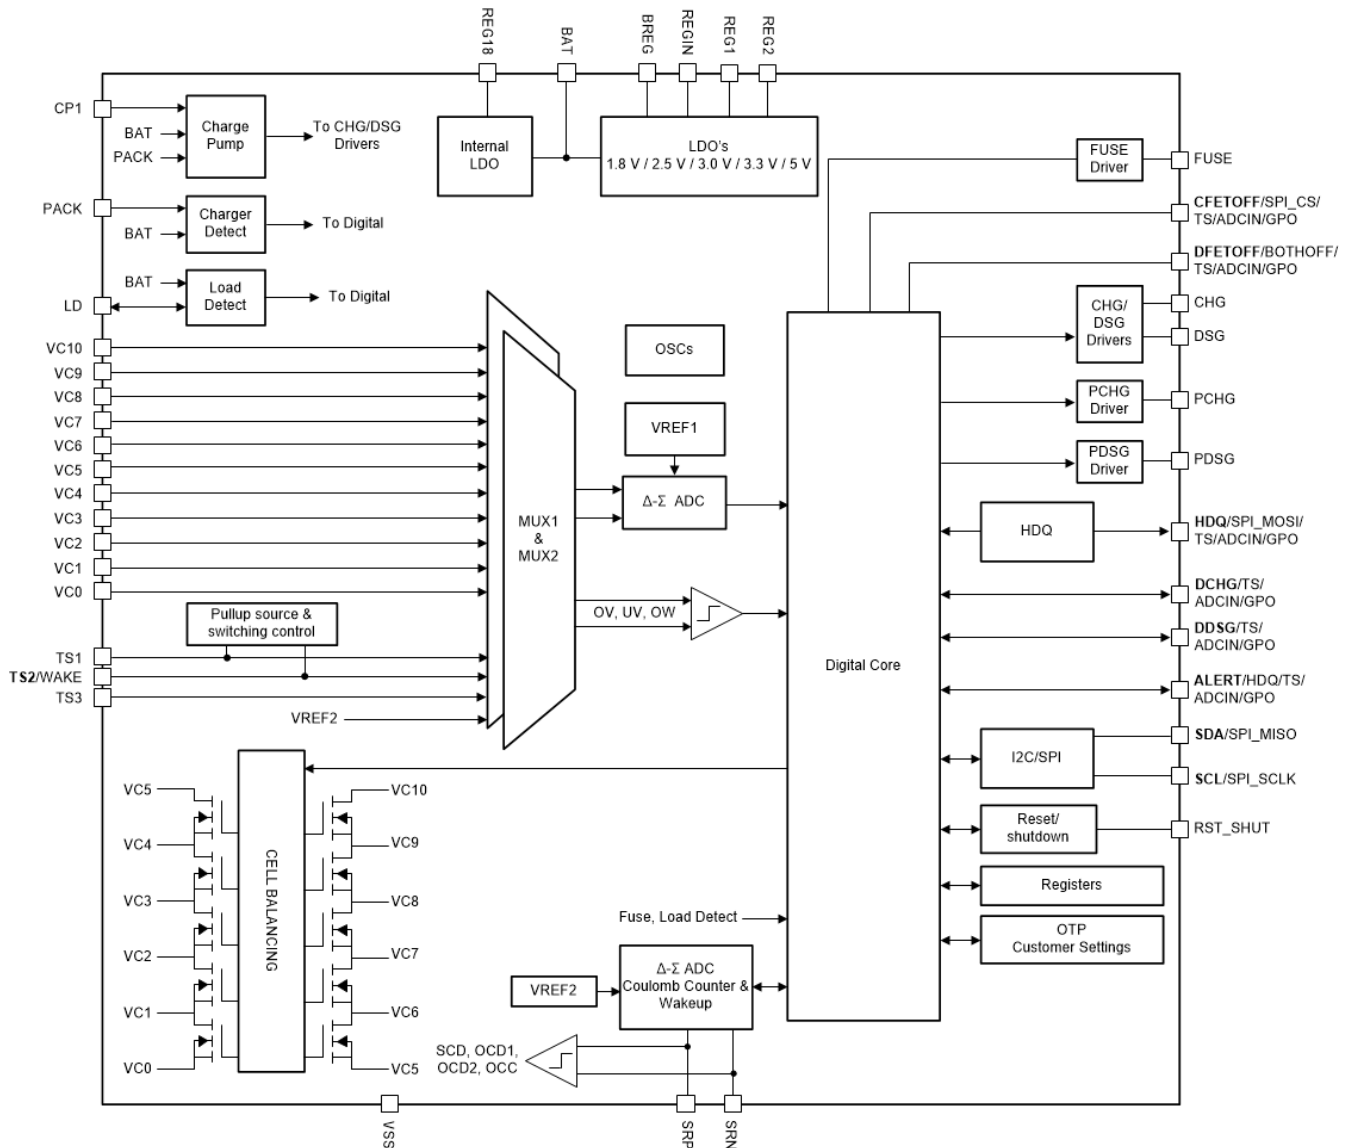 REG18
BAT
BREG
REGIN
REG1
REG2
CP1
BAT
PACK
Charge
Pump
To CHG/DSG
Drivers
Internal
LDO
LDO's
1.8 V / 2.5 V / 3.0 V / 3.3 V / 5 V
FUSE
Driver
FUSE
PACK
BAT
Charger
Detect
To Digital
CFETOFF/SPI_CS/
TS/ADCIN/GPO
DFETOFF/BOTHOFF/
TS/ADCIN/GPO
BAT
LD
Load
Detect
To Digital
CHG/
DSG
Drivers
CHG
DSG
VC10
VC9
VC8
VC7
VC6
VC5
VC4
VC3
VC2
VC1
VC0
OSCs
VREF1
Δ-Σ ADC
MUX1
&
MUX2
OV, UV, OW
PCHG
Driver
PCHG
PDSG
Driver
PDSG
HDQ
HDQ/SPI_MOSI/
TS/ADCIN/GPO
DCHG/TS/
ADCIN/GPO
DDSG/TS/
ADCIN/GPO
ALERT/HDQ/TS/
ADCIN/GPO
Pullup source &
switching control
TS1
TS2/WAKE
TS3
VREF2
Digital Core
I2C/SPI
SDA/SPI_MISO
SCL/SPI_SCLK
Reset/
shutdown
RST_SHUT
Registers
OTP
Customer Settings
VC5
VC4
VC3
VC2
VC1
VC0
CELL BALANCING
VC10
VC9
VC8
VC7
VC6
VC5
Fuse, Load Detect
VREF2
Δ-Σ ADC
Coulomb Counter &
Wakeup
SCD, OCD1,
OCD2, OCC
VSS
SRP
SRN